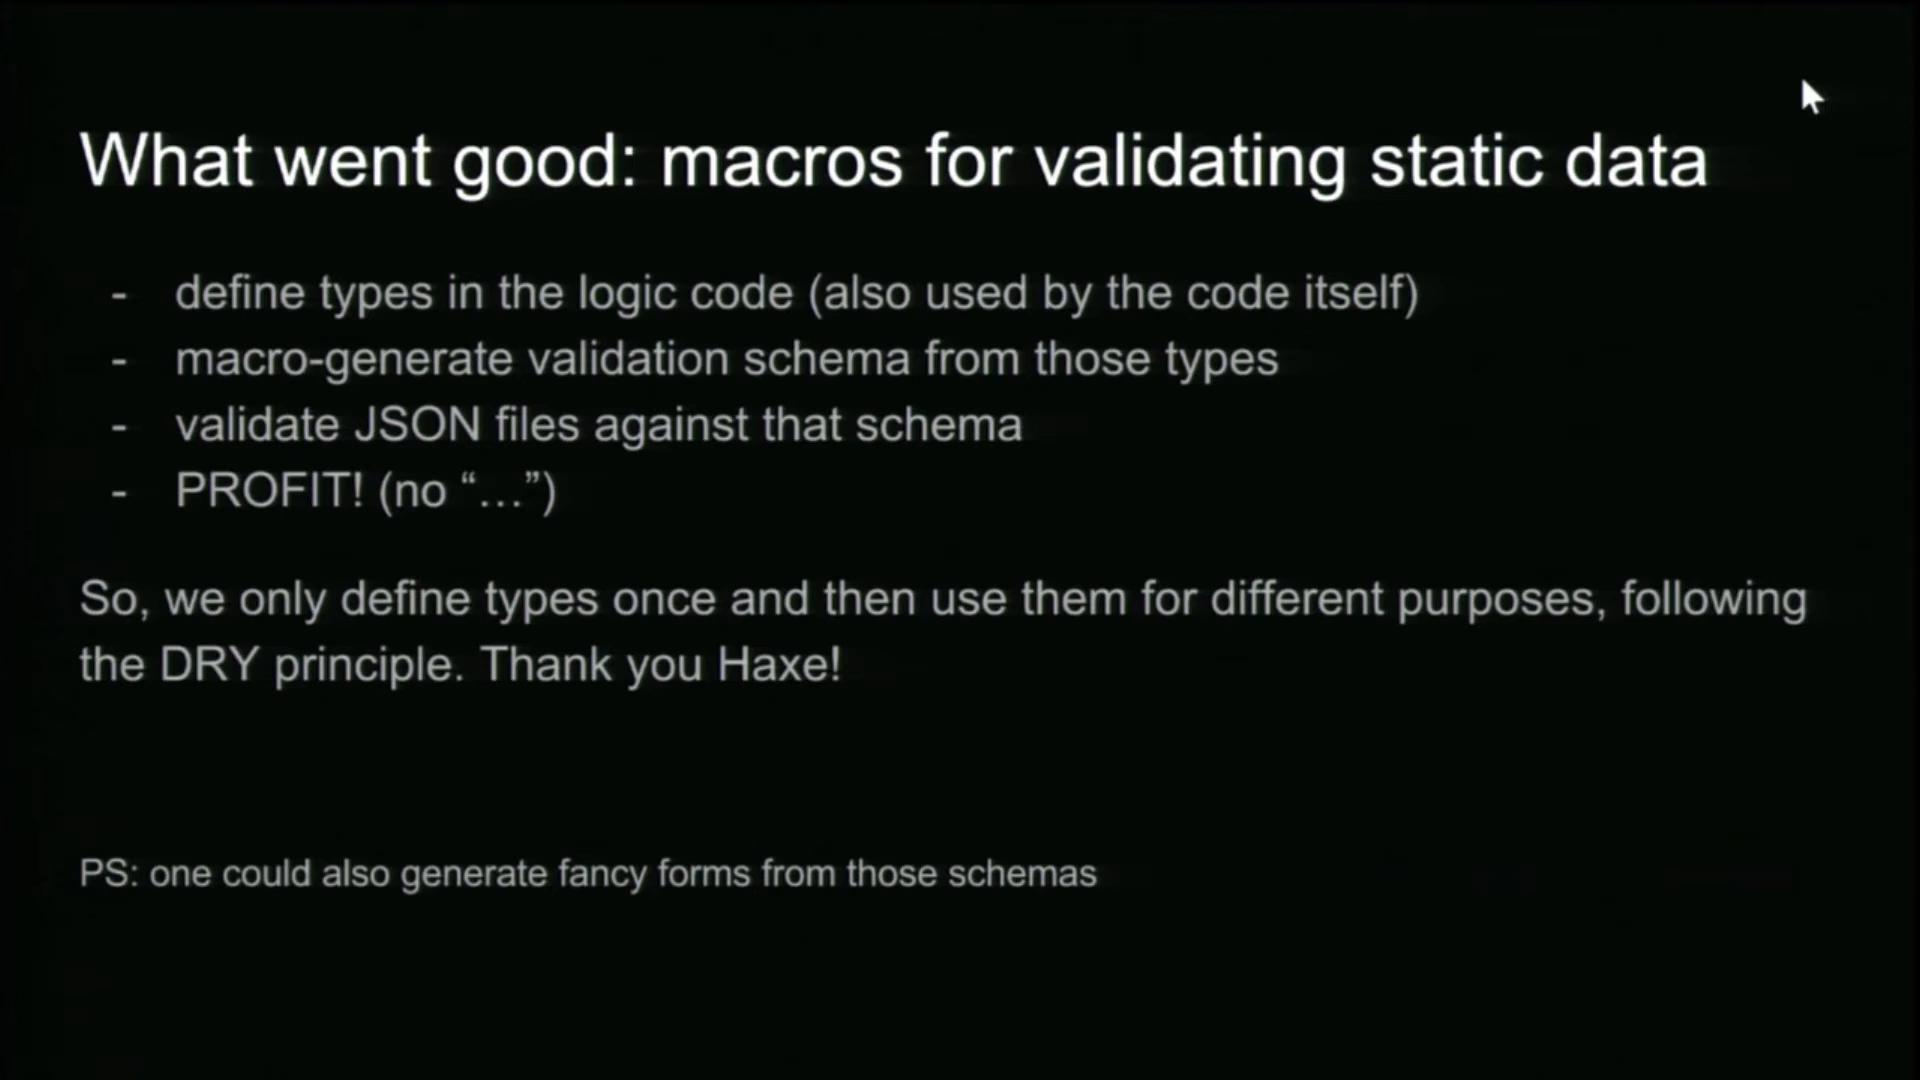 What went good: macros for validating static data
- define types in the logic code (also used by the code itself)
- macro-generate validation schema from those types
- validate JSON files against that schema
- PROFIT! (no “…”)
So, we only define types once and then use them for different purposes, following
the DRY principle. Thank you Haxe!
PS: one could also generate fancy forms from those schemas